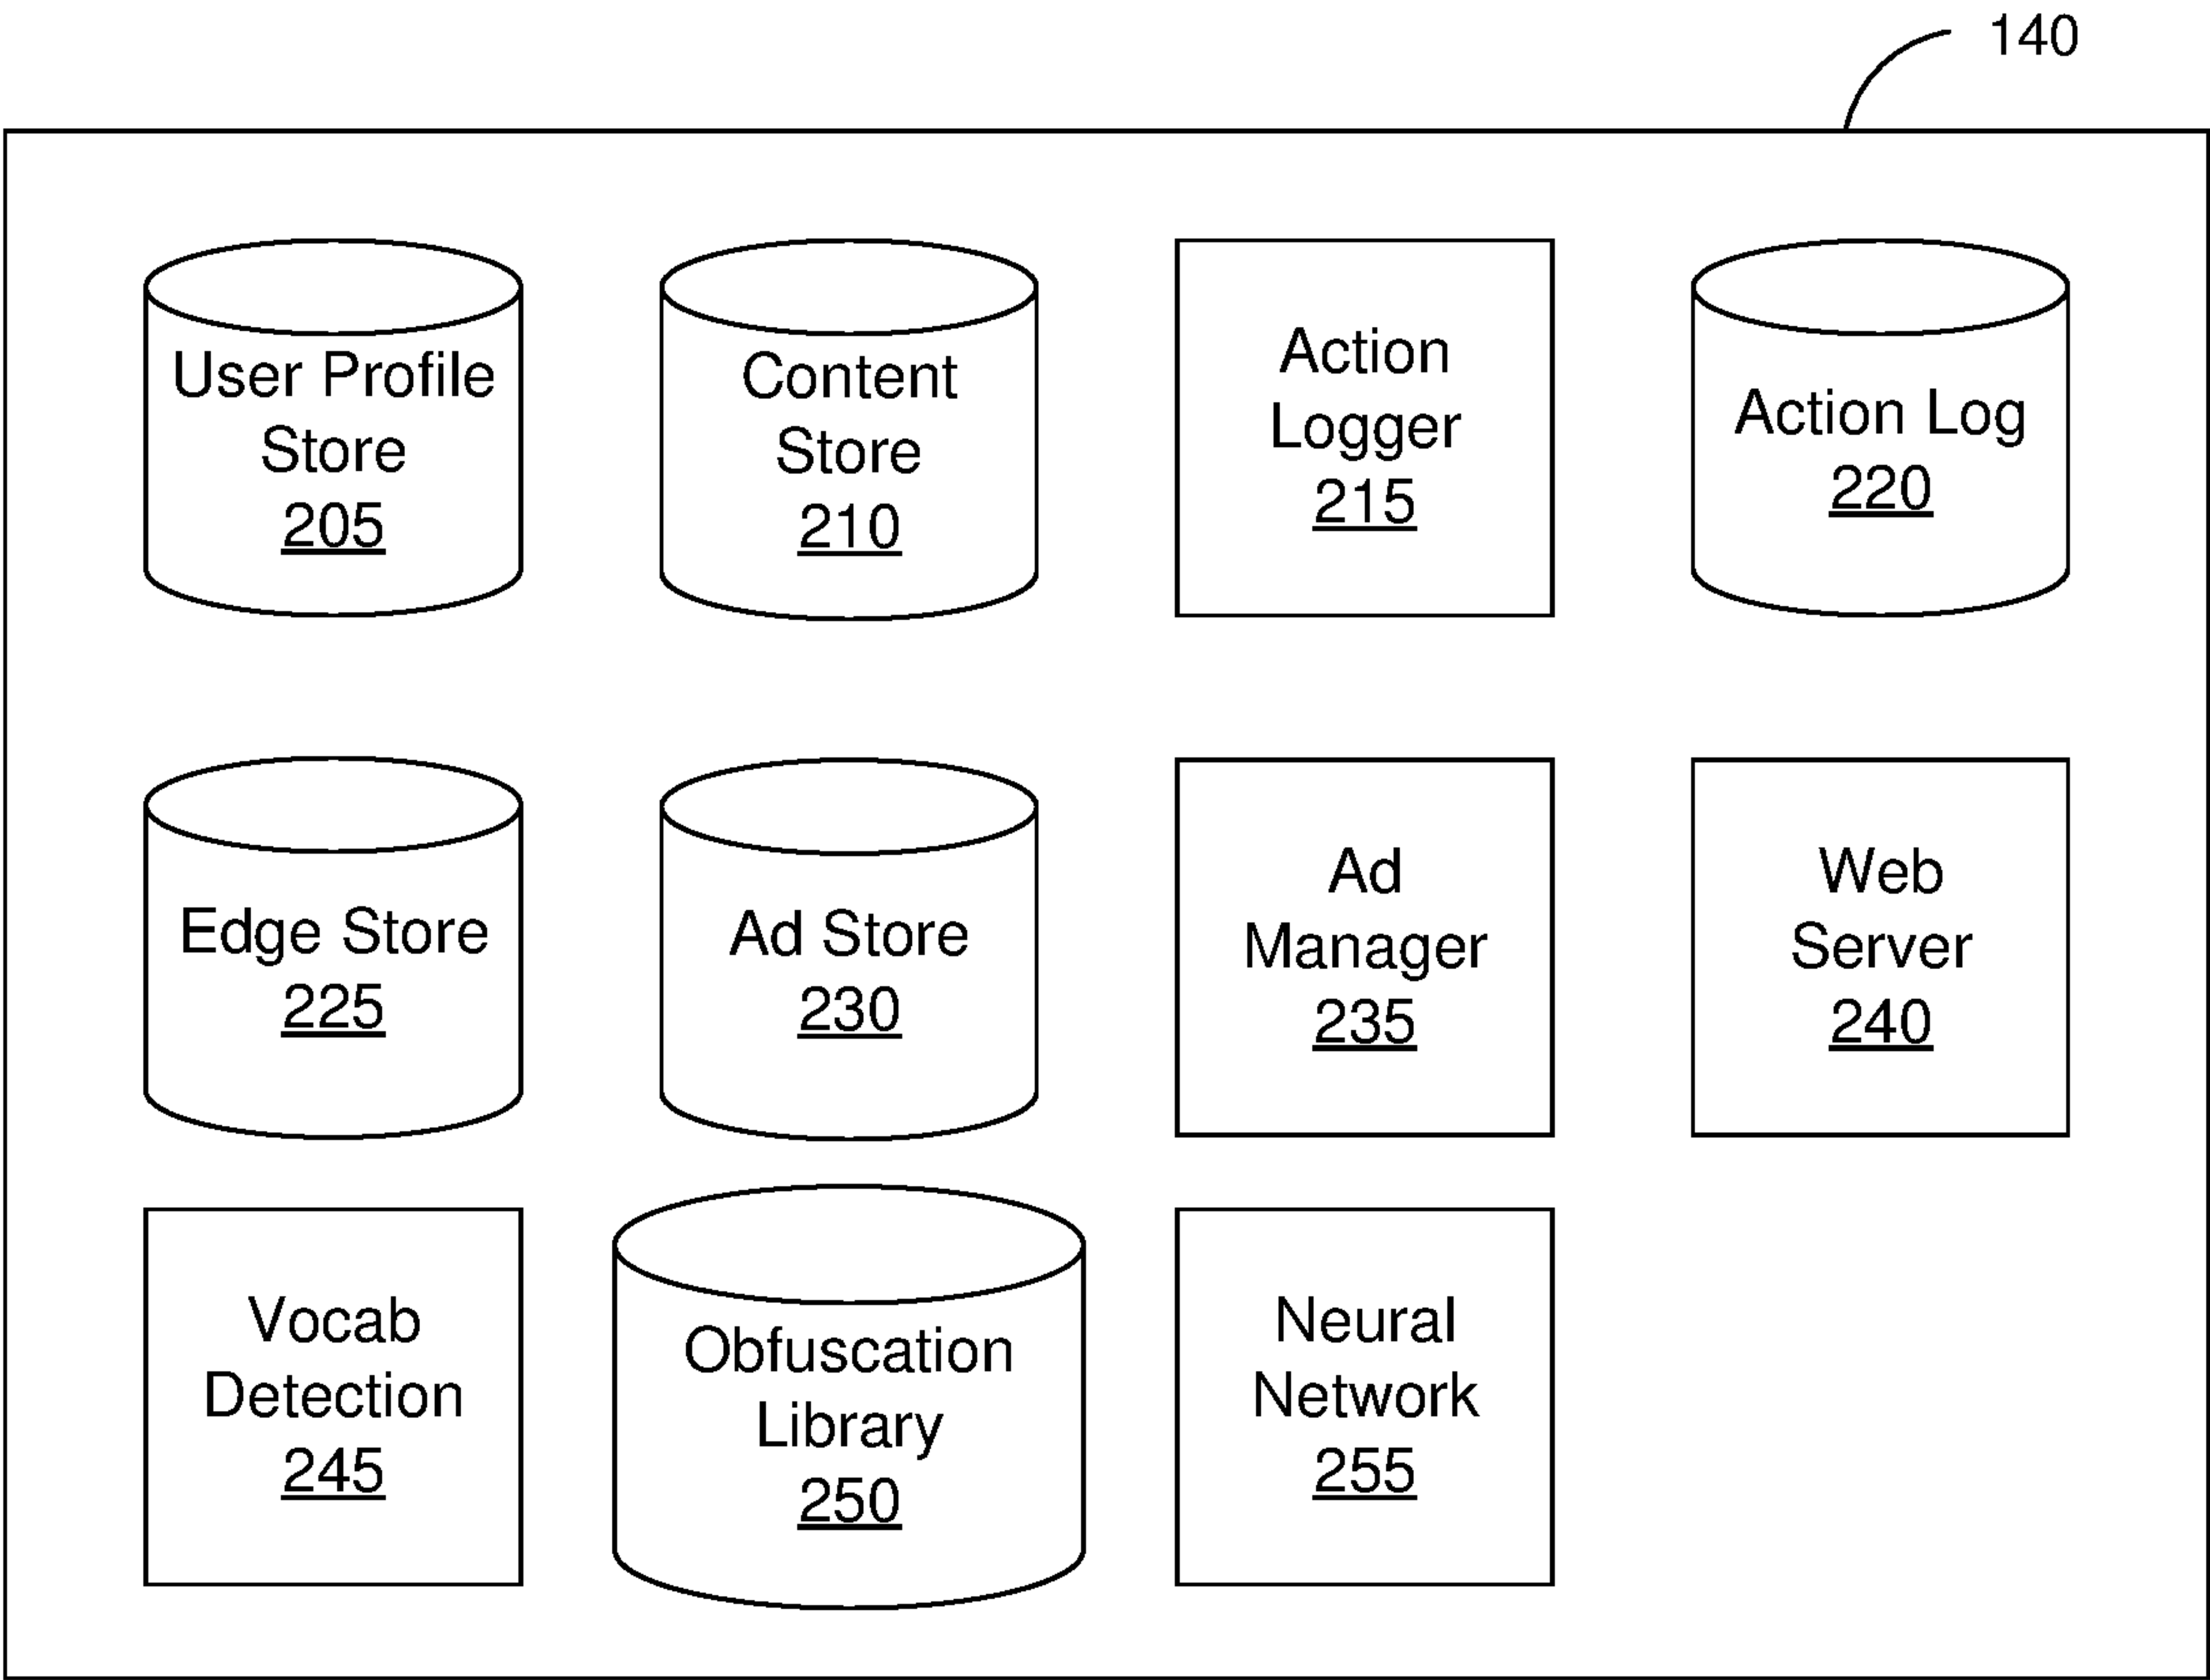 140
User Profile
Store
205
Content
Store
210
Action
Logger
215
Action Log
220
Edge Store
225
Ad Store
230
Ad
Manager
235
Web
Server
240
Vocab
Detection
245
Obfuscation
Library
250
Neural
Network
255